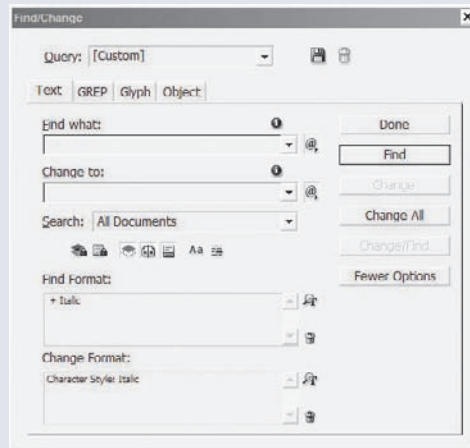 Find/Change
Query: [Custom]
Text GREP Glyph Object
Find what:
Change to:
Search: All Documents
Aa
Find Format:
+ Italic
Change Format:
Character Style: Italic
Done
Find
Change
Change All
Change/Find
Fewer Options